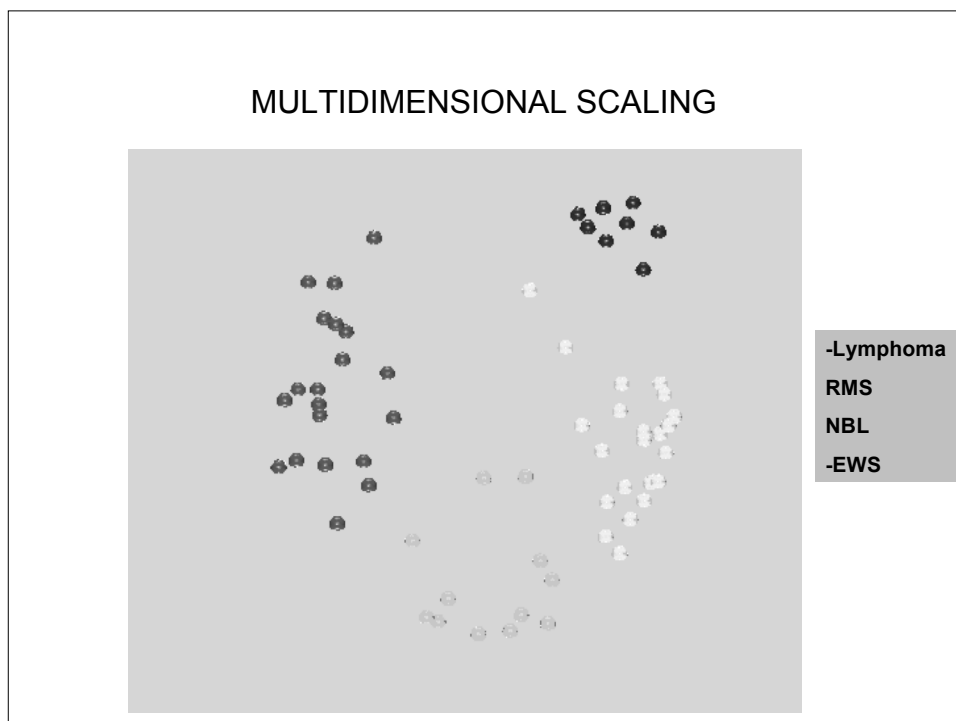 MULTIDIMENSIONAL SCALING
-Lymphoma
RMS
NBL
-EWS